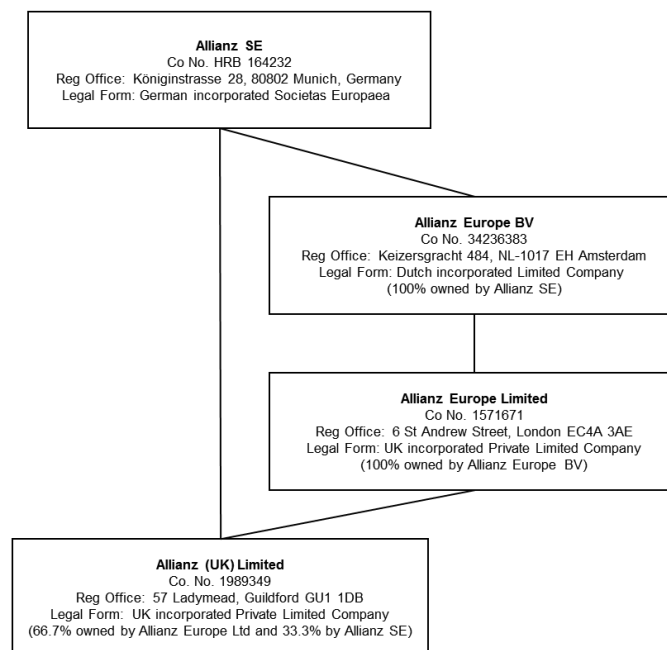 Allianz SE
Co No. HRB 164232
Reg Office: Königinstrasse 28, 80802 Munich, Germany
Legal Form: German incorporated Societas Europaea
Allianz Europe BV
Co No. 34236383
Reg Office: Keizersgracht 484, NL-1017 EH Amsterdam
Legal Form: Dutch incorporated Limited Company
(100% owned by Allianz SE)
Allianz Europe Limited
Co No. 1571671
Reg Office: 6 St Andrew Street, London EC4A 3AE
Legal Form: UK incorporated Private Limited Company
(100% owned by Allianz Europe BV)
Allianz (UK) Limited
Co. No. 1989349
Reg Office: 57 Ladymead, Guildford GU1 1DB
Legal Form: UK incorporated Private Limited Company
(66.7% owned by Allianz Europe Ltd and 33.3% by Allianz SE)